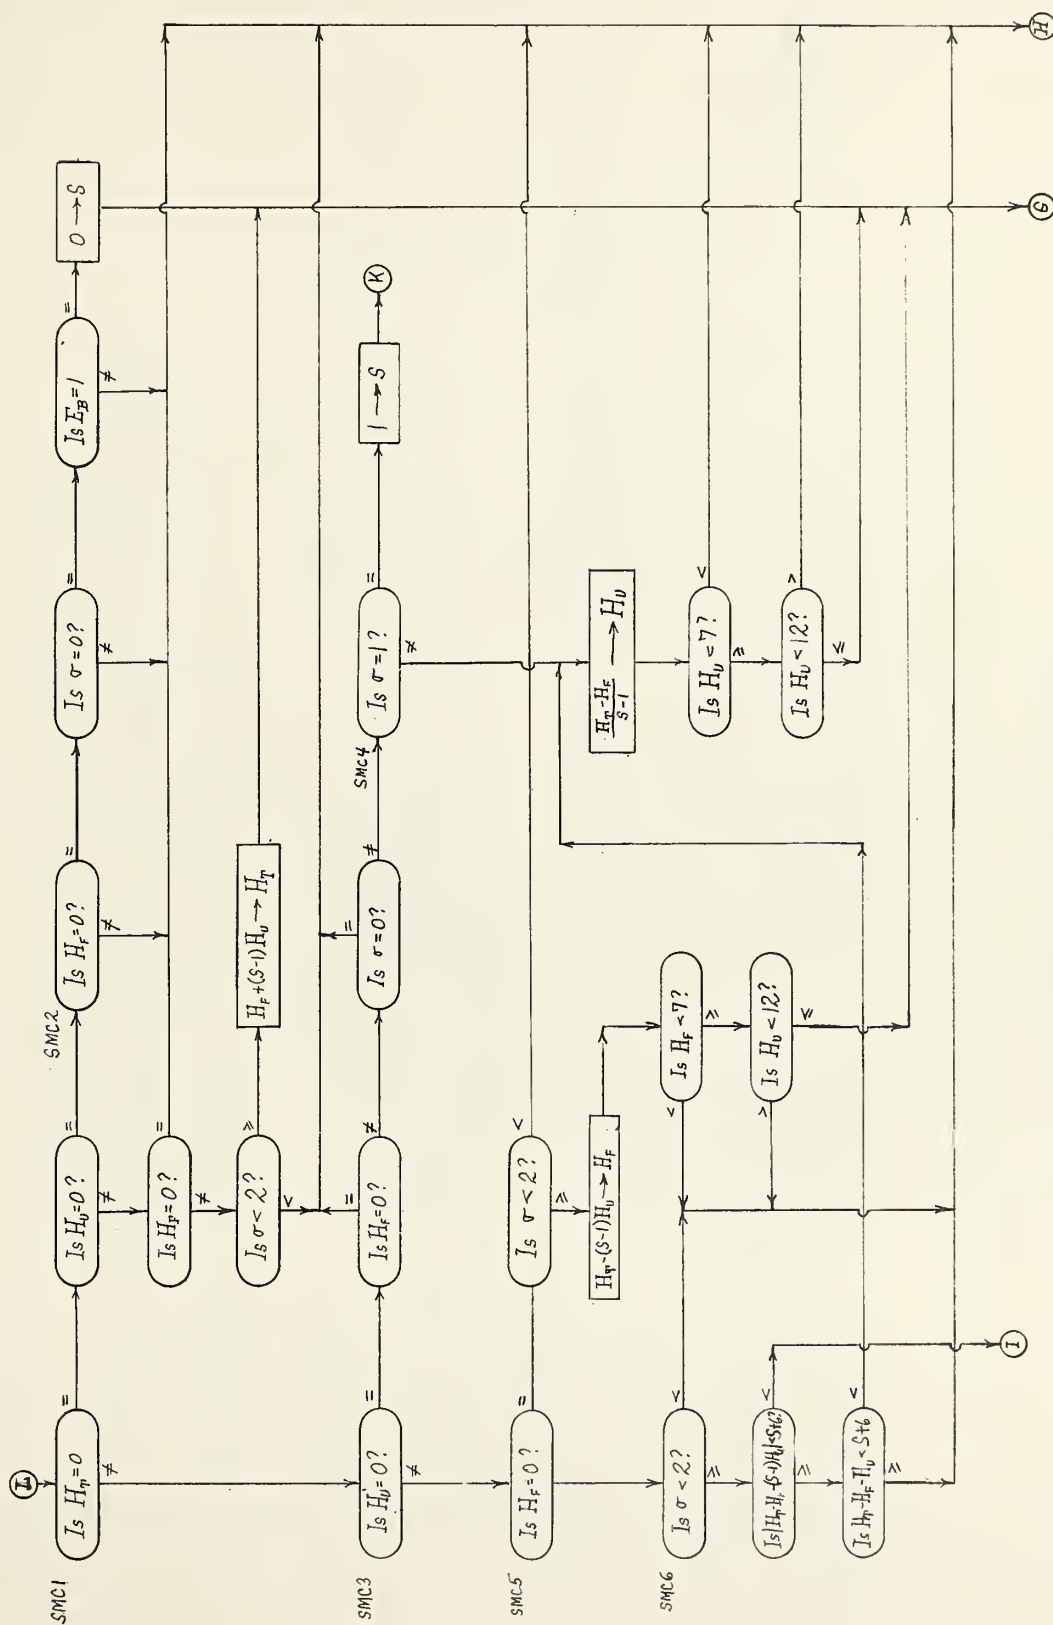 L
SMC1
Is H_T=0
=
≠
Is H_U=0?
=
≠
SMC2
Is H_F=0?
=
≠
Is σ=0?
=
≠
Is E_B=1
=
≠
0→S
Is H_T=0?
=
≠
Is σ<2?
≥
<
H_F+(S-1)H_U→H_T
SMC3
Is H_U=0?
=
≠
Is H_F=0?
=
≠
Is σ=0?
=
≠
SMC4
Is σ=1?
=
≠
1→S
K
SMC5
Is H_F=0?
=
Is σ<2?
<
≥
H_T-(S-1)H_U→H_F
Is H_F<7?
<
≥
Is H_U<12?
>
≤
(H_T-H_F)/(S-1)→H_U
Is H_U<7?
<
≥
Is H_U<12?
>
≤
SMC6
Is σ<2?
<
≥
Is|H_T-H_F-(S-1)H_U|<S+6?
<
≥
Is H_T-H_F-H_U<S+6
<
≥
I
G
H